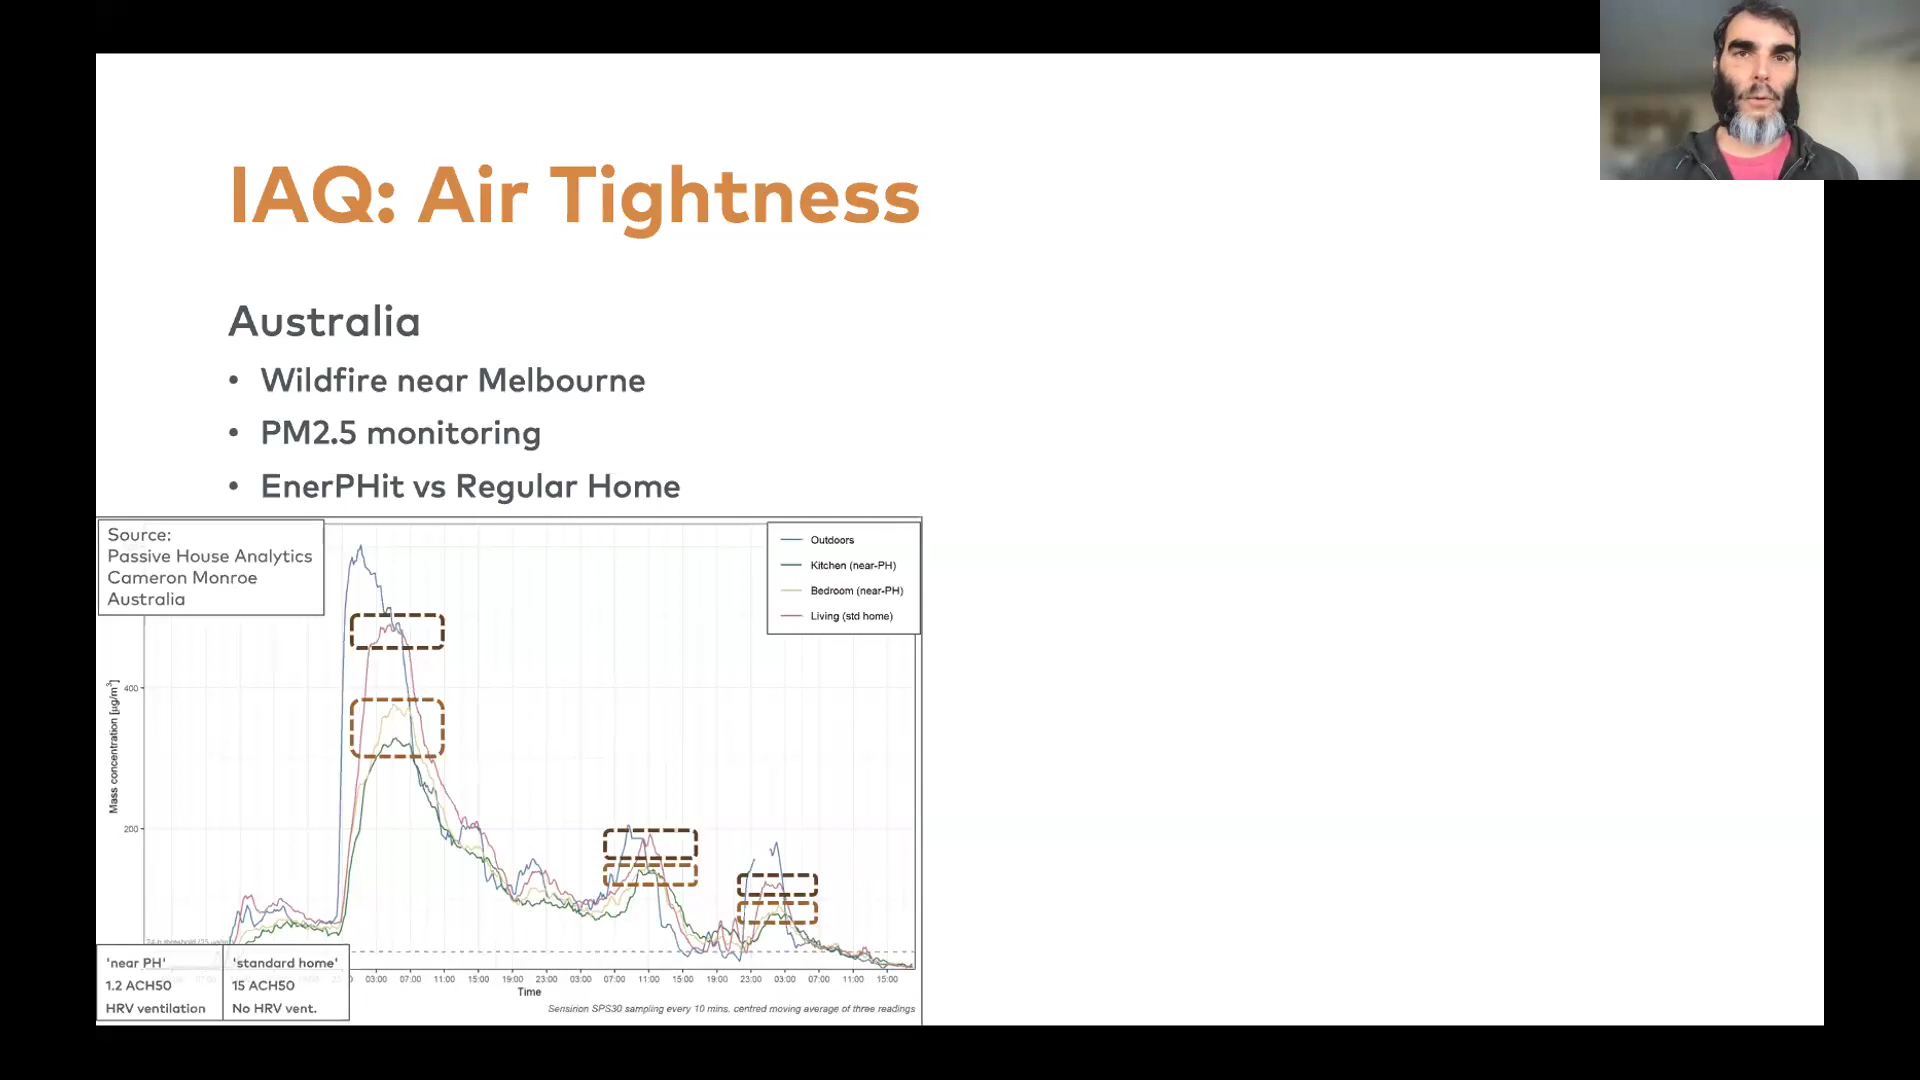 IAQ: Air Tightness
Australia
• Wildfire near Melbourne
• PM2.5 monitoring
• EnerPHit vs Regular Home
Source:
Passive House Analytics
Cameron Monroe
Australia
Outdoors
Kitchen (near-PH)
Bedroom (near-PH)
Living (std home)
Mass concentration [µg/m³]
400
200
'near PH'
1.2 ACH50
HRV ventilation
'standard home'
15 ACH50
No HRV vent.
03:00 07:00 11:00 15:00 19:00 23:00 03:00 07:00 11:00 15:00 19:00 23:00 03:00 07:00 11:00 15:00
Time
Sensirion SPS30 sampling every 10 mins, centred moving average of three readings